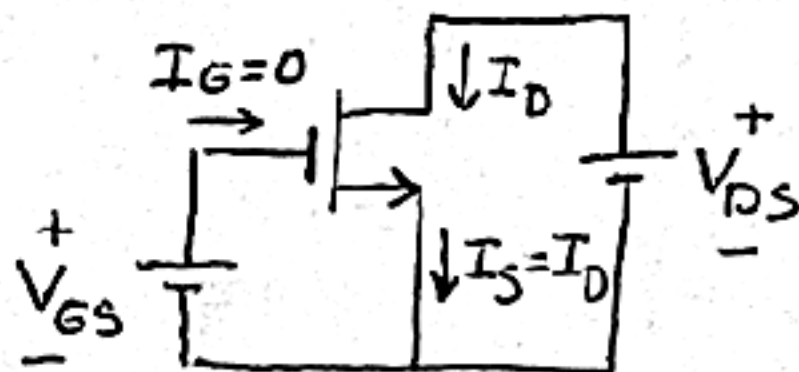 I_G=0
I_D
+
V_DS
-
I_S=I_D
+
V_GS
-